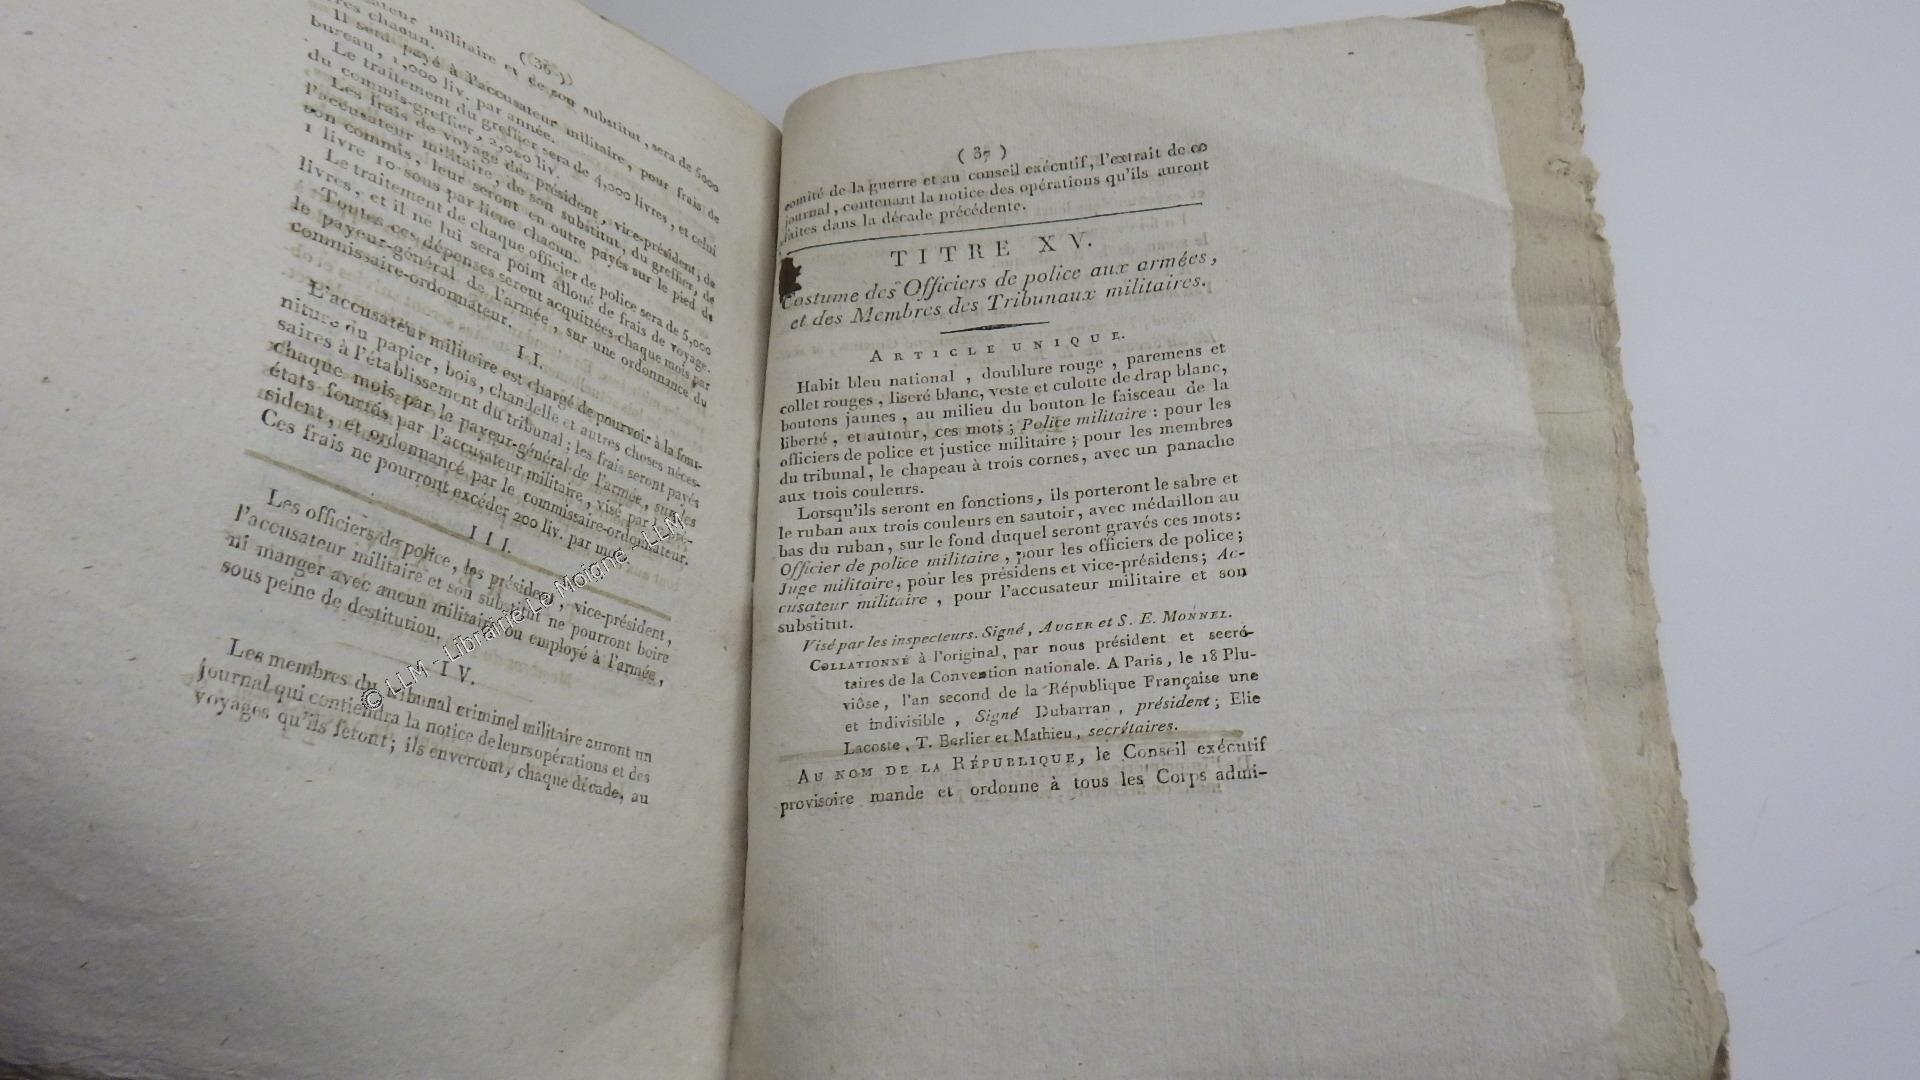 ( 36 )
militaire et de son substitut, sera de 6000
chacun.
Il sera payé à l'accusateur militaire, pour frais de
bureau, 1,000 liv. par année.
Le traitement du greffier sera de 4,000 livres, et celui
du commis-greffier, 2,000 liv.
Les frais de voyage des président, vice-président, de
l'accusateur militaire, de son substitut, du greffier, de
son commis, leur seront en outre payés sur le pied de
1 livre 10 sous par lieue chacun.
Le traitement de chaque officier de police sera de 5,000
livres, et il ne lui sera point alloué de frais de voyage.
Toutes ces dépenses seront acquittées chaque mois par
le payeur-général de l'armée, sur une ordonnance du
commissaire-ordonnateur.
I I.
L'accusateur militaire est chargé de pourvoir à la four-
niture du papier, bois, chandelle et autres choses néces-
saires à l'établissement du tribunal; les frais seront payés
chaque mois par le payeur-général de l'armée, sur les
états fournis par l'accusateur militaire, visé par le pré-
sident, et ordonnancé par le commissaire-ordonnateur.
Ces frais ne pourront excéder 200 liv. par mois.
I I I.
Les officiers de police, les président, vice-président,
l'accusateur militaire et son substitut ne pourront boire
ni manger avec aucun militaire ou employé à l'armée,
sous peine de destitution.
I V.
Les membres du tribunal criminel militaire auront un
journal qui contiendra la notice de leurs opérations et des
voyages qu'ils feront; ils enverront, chaque décade, au
© LLM - Librairie Le Moigne - LLM
( 37 )
comité de la guerre et au conseil exécutif, l'extrait de ce
journal, contenant la notice des opérations qu'ils auront
faites dans la décade précédente.
TITRE XV.
Costume des Officiers de police aux armées,
et des Membres des Tribunaux militaires.
ARTICLE UNIQUE.
Habit bleu national, doublure rouge, paremens et
collet rouges, liseré blanc, veste et culotte de drap blanc,
boutons jaunes, au milieu du bouton le faisceau de la
liberté, et autour, ces mots; Police militaire: pour les
officiers de police et justice militaire; pour les membres
du tribunal, le chapeau à trois cornes, avec un panache
aux trois couleurs.
Lorsqu'ils seront en fonctions, ils porteront le sabre et
le ruban aux trois couleurs en sautoir, avec médaillon au
bas du ruban, sur le fond duquel seront gravés ces mots:
Officier de police militaire, pour les officiers de police;
Juge militaire, pour les présidens et vice-présidens; Ac-
cusateur militaire, pour l'accusateur militaire et son
substitut.
Visé par les inspecteurs. Signé, AUGER et S. E. MONNEL.
COLLATIONNÉ à l'original, par nous président et secré-
taires de la Convention nationale. A Paris, le 18 Plu-
viôse, l'an second de la République Française une
et indivisible, Signé Dubarran, président; Elie
Lacoste, T. Berlier et Mathieu, secrétaires.
AU NOM DE LA RÉPUBLIQUE, le Conseil exécutif
provisoire mande et ordonne à tous les Corps admi-